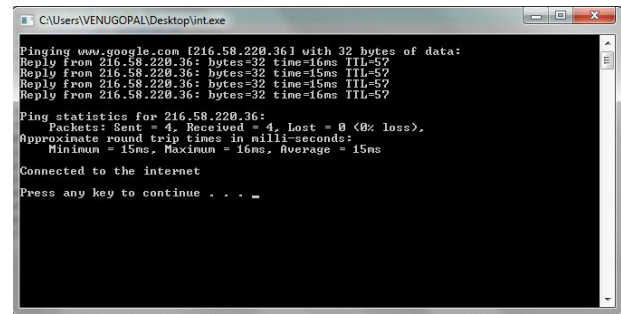 C:\Users\VENUGOPAL\Desktop\int.exe
Pinging www.google.com [216.58.220.36] with 32 bytes of data:
Reply from 216.58.220.36: bytes=32 time=16ms TTL=57
Reply from 216.58.220.36: bytes=32 time=15ms TTL=57
Reply from 216.58.220.36: bytes=32 time=15ms TTL=57
Reply from 216.58.220.36: bytes=32 time=16ms TTL=57
Ping statistics for 216.58.220.36:
Packets: Sent = 4, Received = 4, Lost = 0 (0% loss),
Approximate round trip times in milli-seconds:
Minimum = 15ms, Maximum = 16ms, Average = 15ms
Connected to the internet
Press any key to continue . . . _